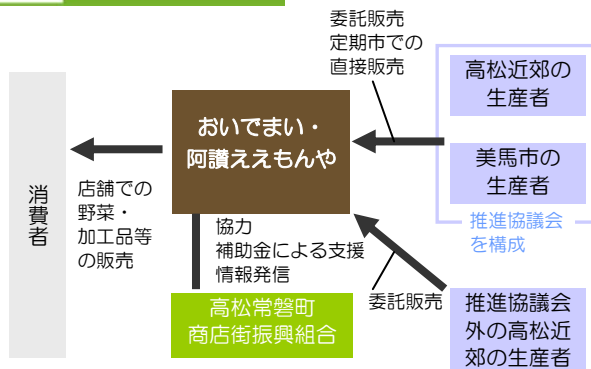 委託販売
定期市での
直接販売
高松近郊の
生産者
おいでまい・
阿讃ええもんや
美馬市の
生産者
消費者
店舗での
野菜・
加工品等
の販売
協力
補助金による支援
情報発信
推進協議会
を構成
高松常磐町
商店街振興組合
委託販売
推進協議会
外の高松近
郊の生産者